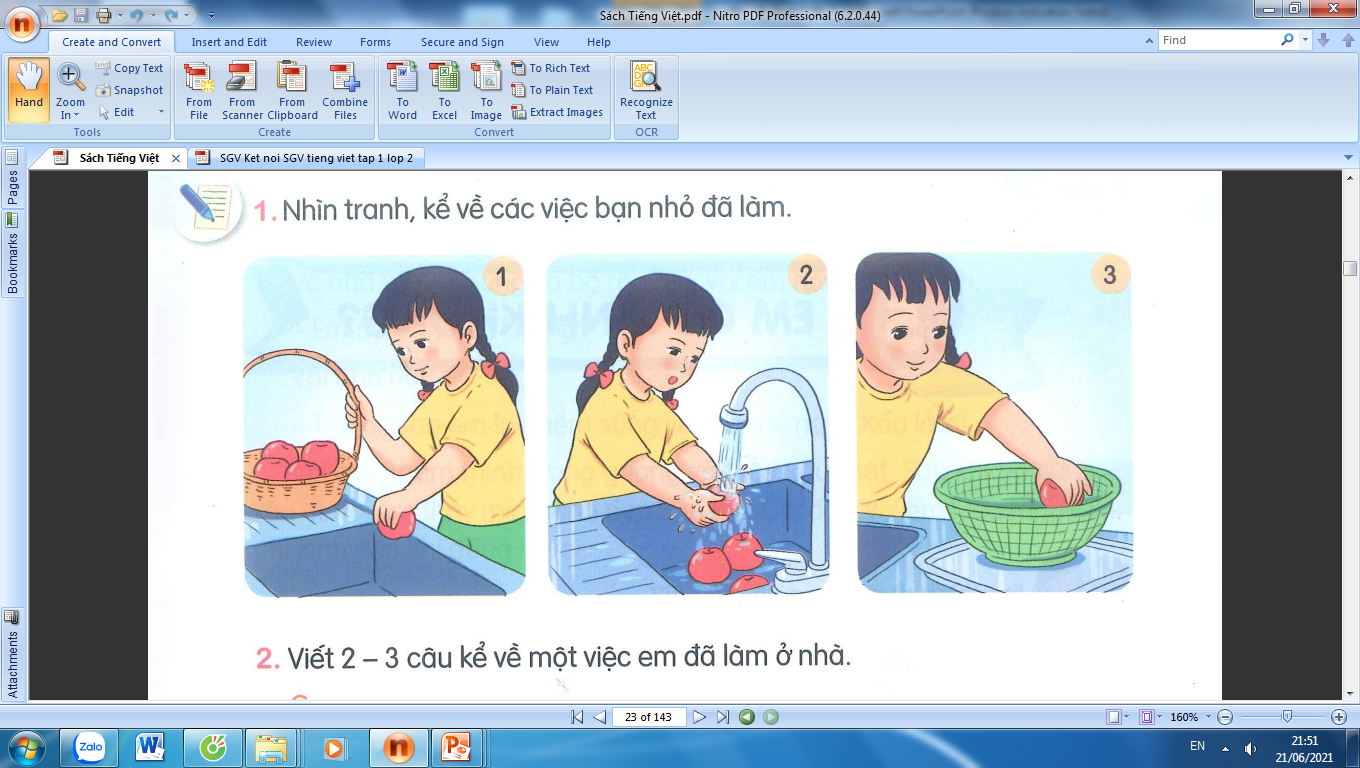 Sách Tiếng Việt.pdf - Nitro PDF Professional (6.2.0.44)
Create and Convert Insert and Edit Review Forms Secure and Sign View Help
Find
Hand
Zoom In
Copy Text
Snapshot
Edit
Tools
From File
From Scanner
From Clipboard
Combine Files
Create
To Word
To Excel
To Image
To Rich Text
To Plain Text
Extract Images
Convert
Recognize Text
OCR
Sách Tiếng Việt
SGV Ket noi SGV tieng viet tap 1 lop 2
Pages
Bookmarks
Attachments
1. Nhìn tranh, kể về các việc bạn nhỏ đã làm.
1
2
3
2. Viết 2 – 3 câu kể về một việc em đã làm ở nhà.
23 of 143
160%
Zalo
EN
21:51
21/06/2021